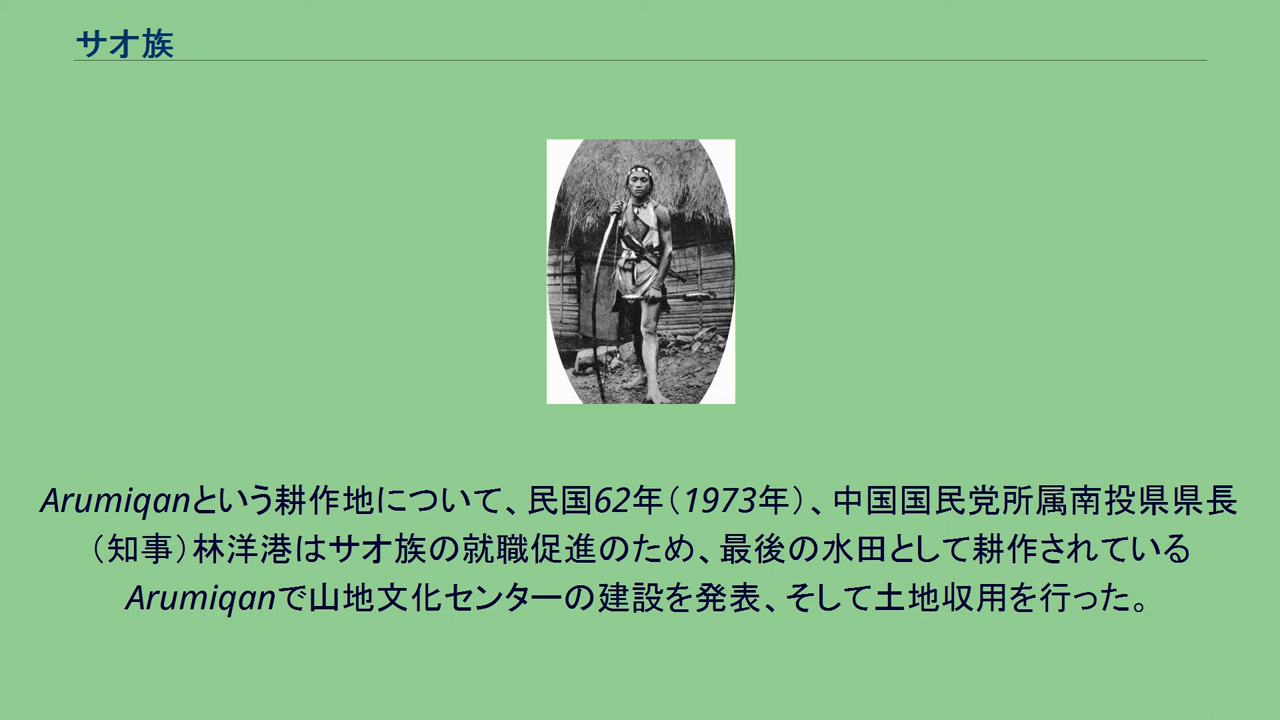 サオ族
Arumiqanという耕作地について、民国62年（1973年）、中国国民党所属南投県県長
（知事）林洋港はサオ族の就職促進のため、最後の水田として耕作されている
Arumiqanで山地文化センターの建設を発表、そして土地収用を行った。